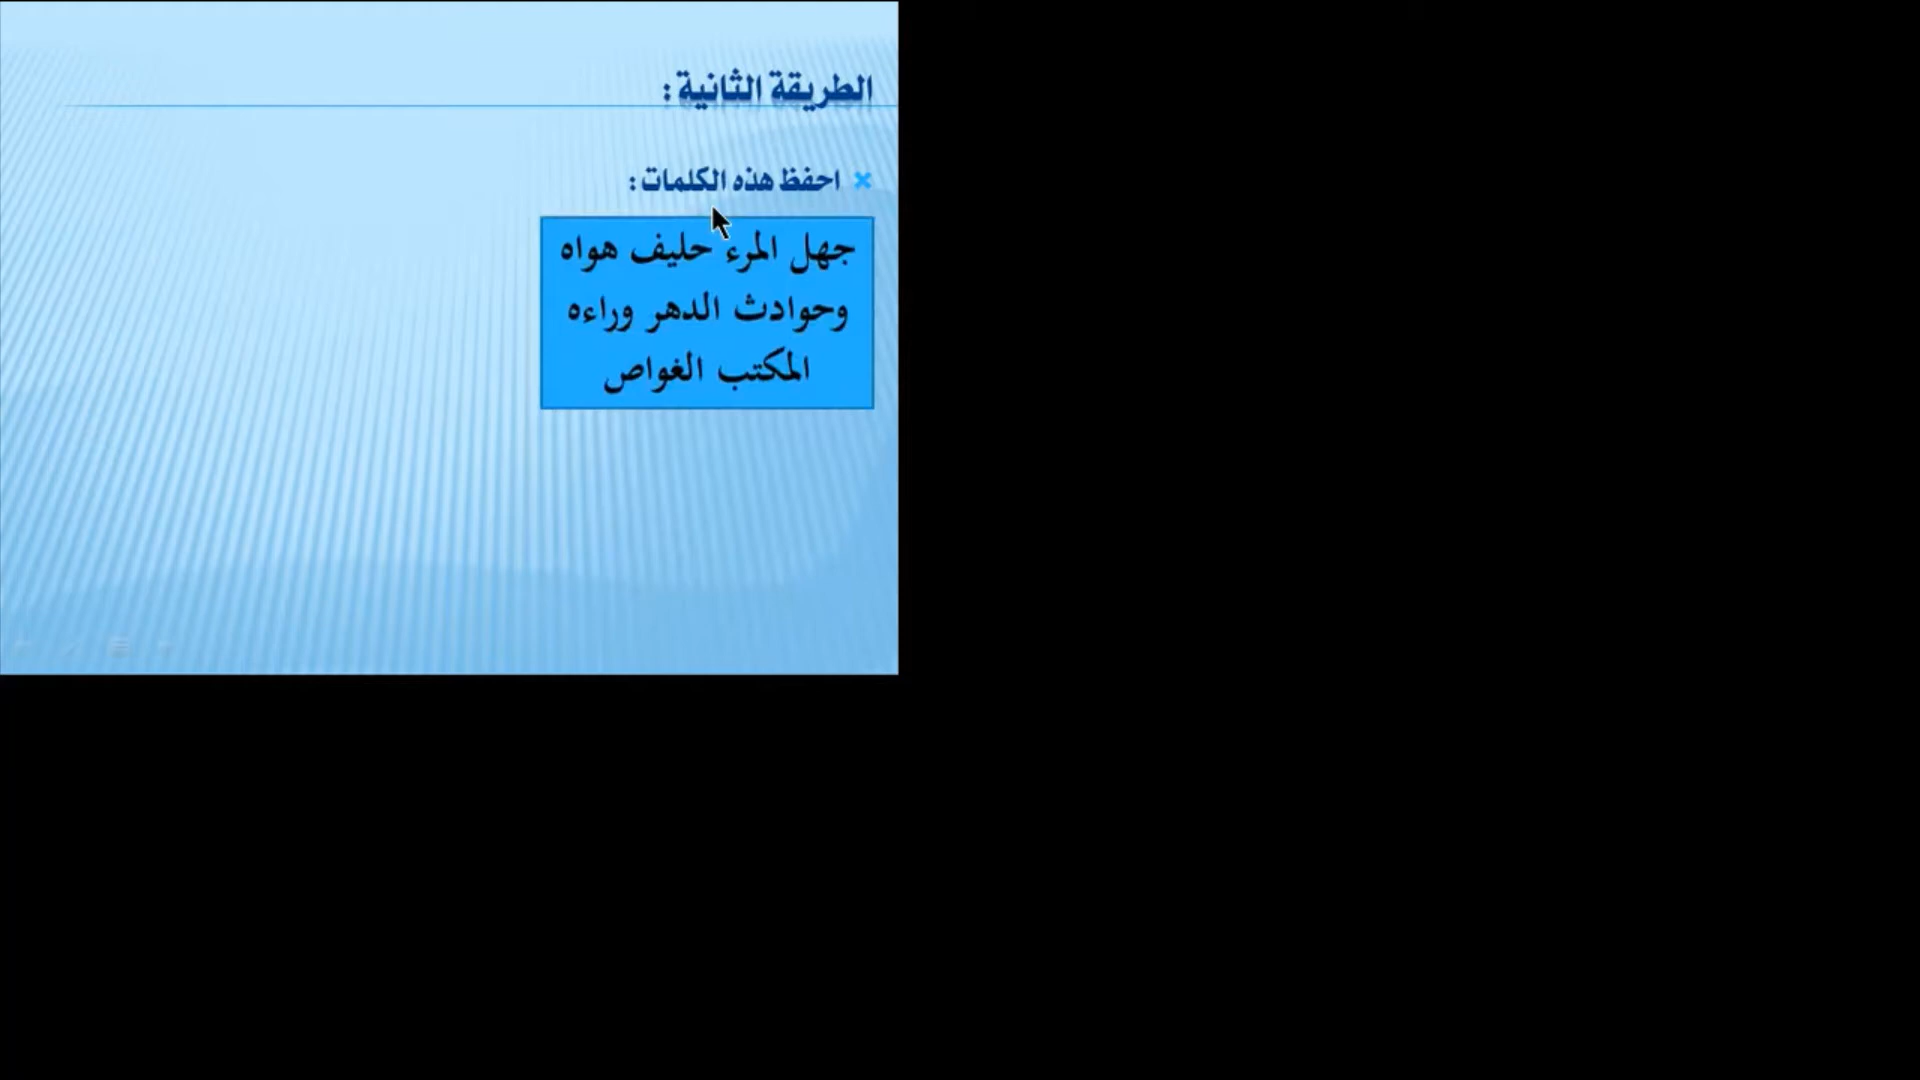 الطريقة الثانية :
احفظ هذه الكلمات :
جهل المرء حليف هواه
وحوادث الدهر وراءه
المكتب الغواص